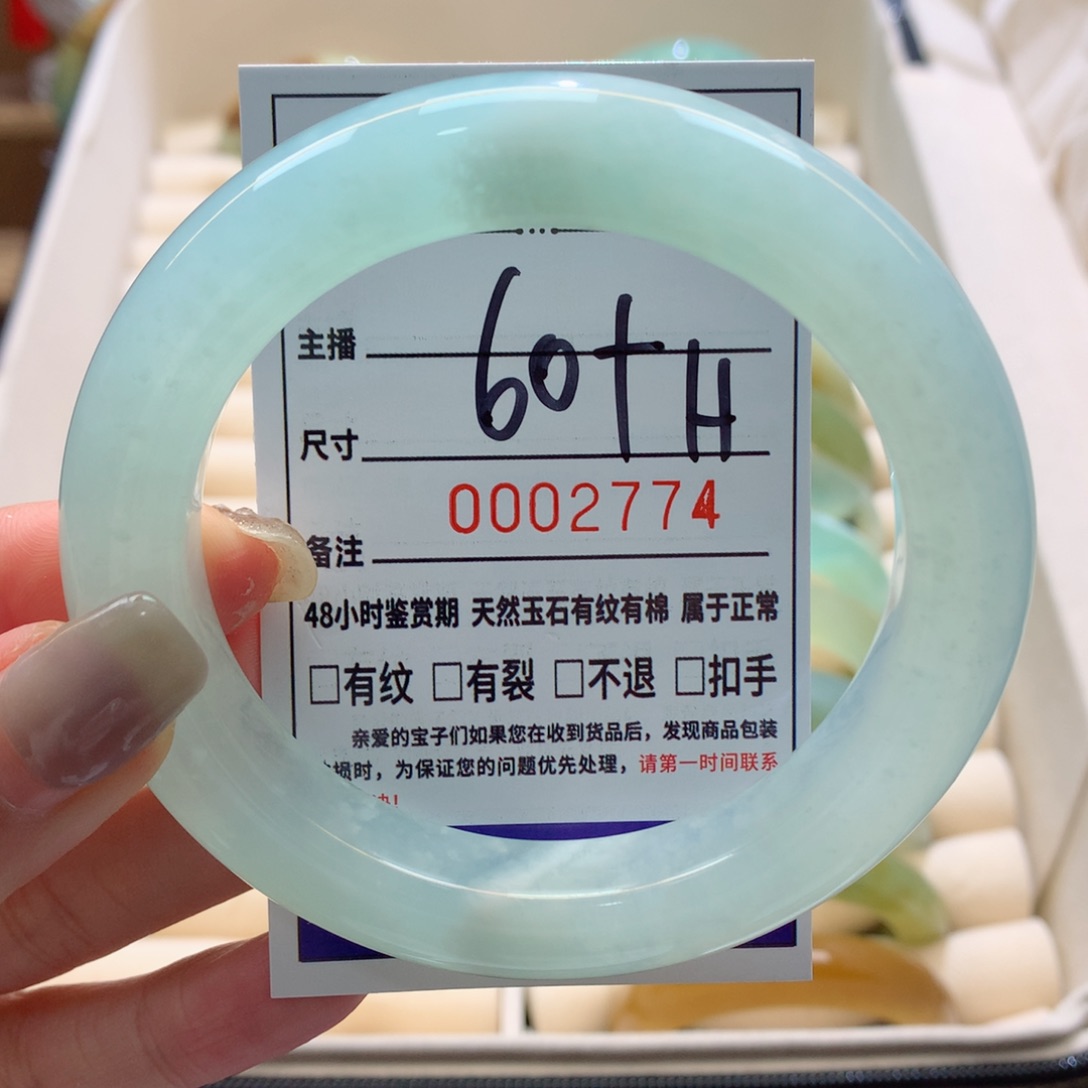 主播
60+H
尺寸
0002774
备注
48小时鉴赏期 天然玉石有纹有棉 属于正常
□有纹 □有裂 □不退 □扣手
亲爱的宝子们如果您在收到货品后，发现商品包装
损时，为保证您的问题优先处理，请第一时间联系
！